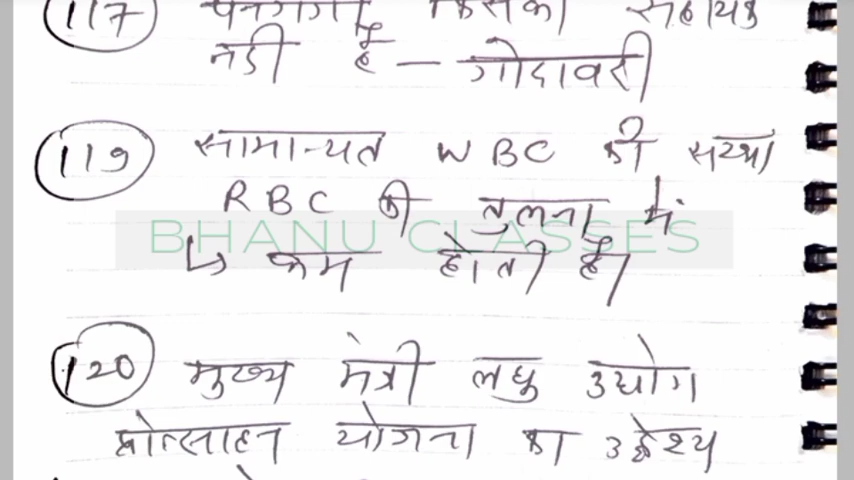 117 पेनगंगा किसकी सहायक
नदी है – गोदावरी
119 सामान्यत WBC की संख्या
RBC की तुलना में
BHANU CLASSES
↳ कम होती है।
120 मुख्य मंत्री लघु उद्योग
प्रोत्साहन योजना का उद्देश्य